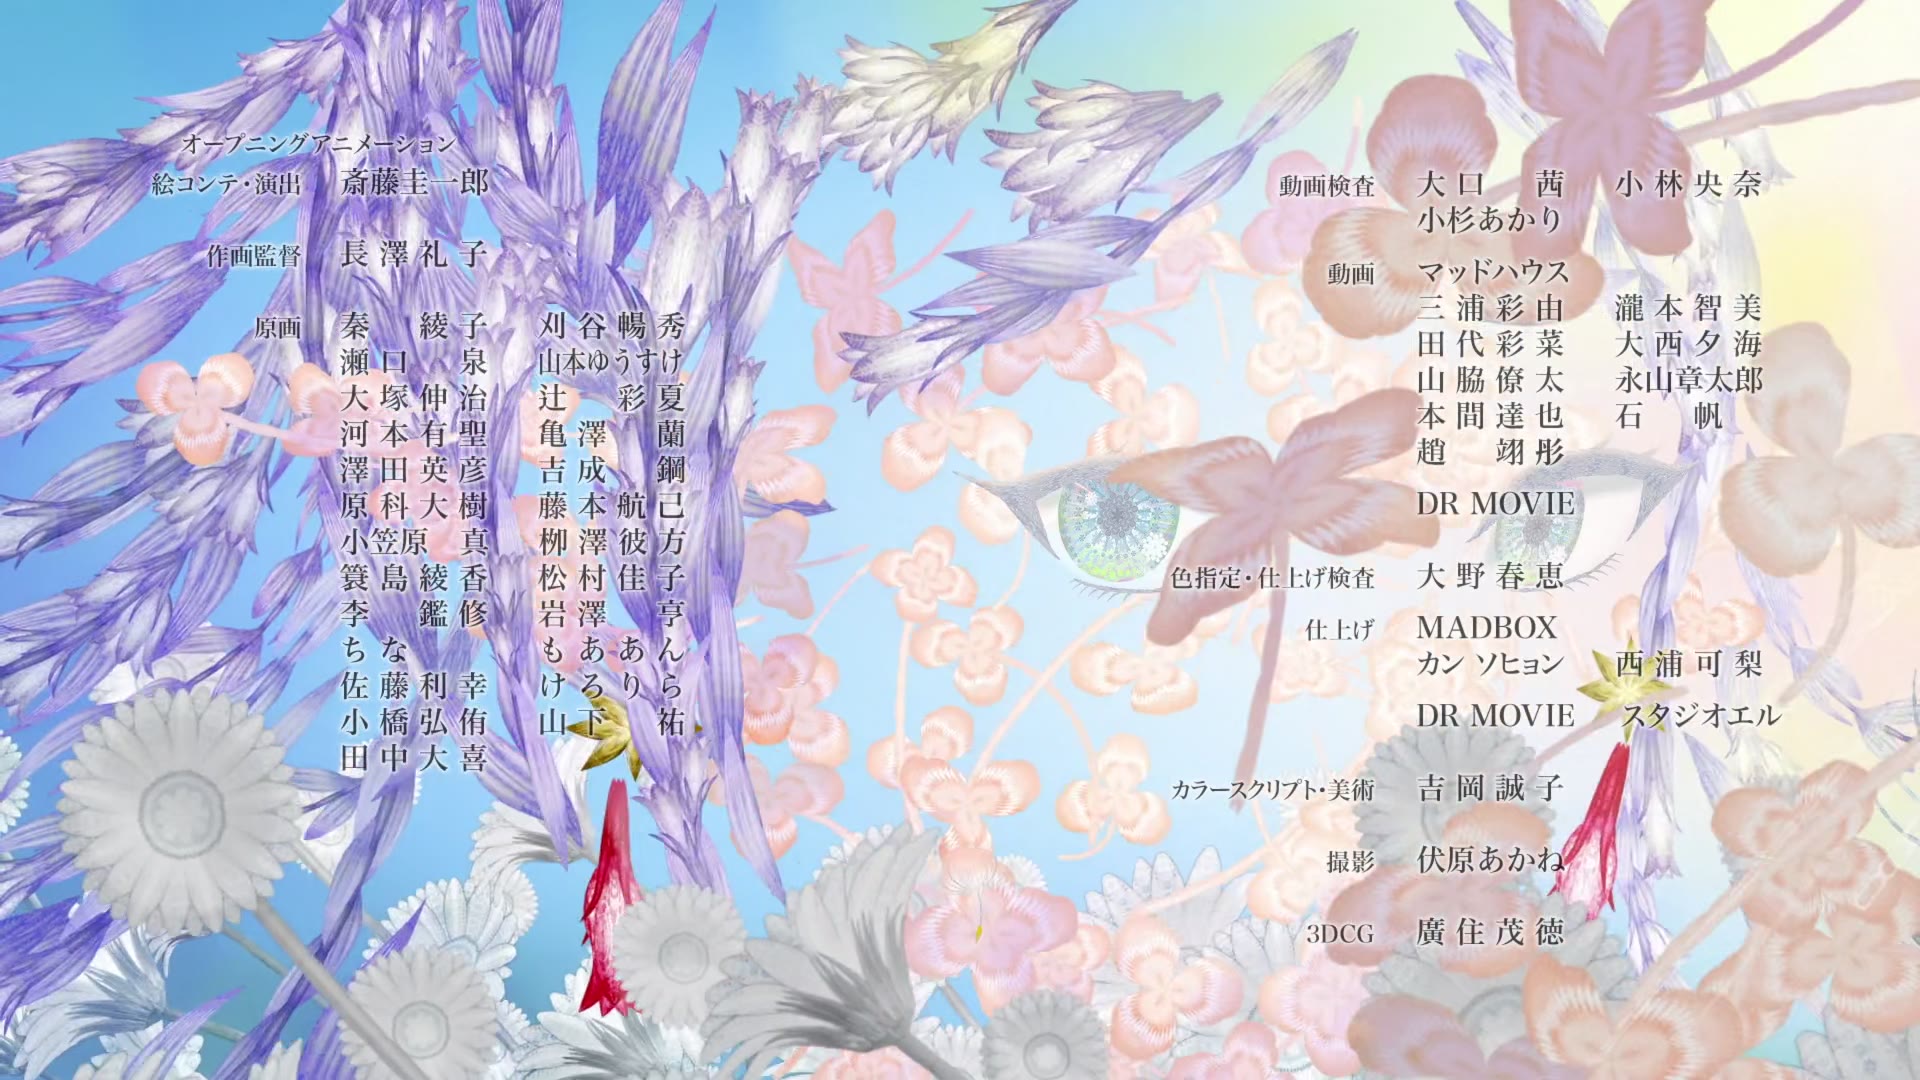 オープニングアニメーション
絵コンテ・演出 斎藤圭一郎
作画監督 長澤礼子
原画 秦 綾子 刈谷暢秀
瀬口 泉 山本ゆうすけ
大塚伸治 辻 彩夏
河本有聖 亀澤 蘭
澤田英彦 吉成 鋼
原科大樹 藤本航己
小笠原 真 栁澤彼方
簑島綾香 松村佳子
李 鑑修 岩澤 亨
ちな もああん
佐藤利幸 けろりら
小橋弘侑 山下 祐
田中大喜
動画検査 大口 茜 小林央奈
小杉あかり
動画 マッドハウス
三浦彩由 瀧本智美
田代彩菜 大西夕海
山脇僚太 永山章太郎
本間達也 石 帆
趙 翊彤
DR MOVIE
色指定・仕上げ検査 大野春恵
仕上げ MADBOX
カン ソヒョン 西浦可梨
DR MOVIE スタジオエル
カラースクリプト・美術 吉岡誠子
撮影 伏原あかね
3DCG 廣住茂徳